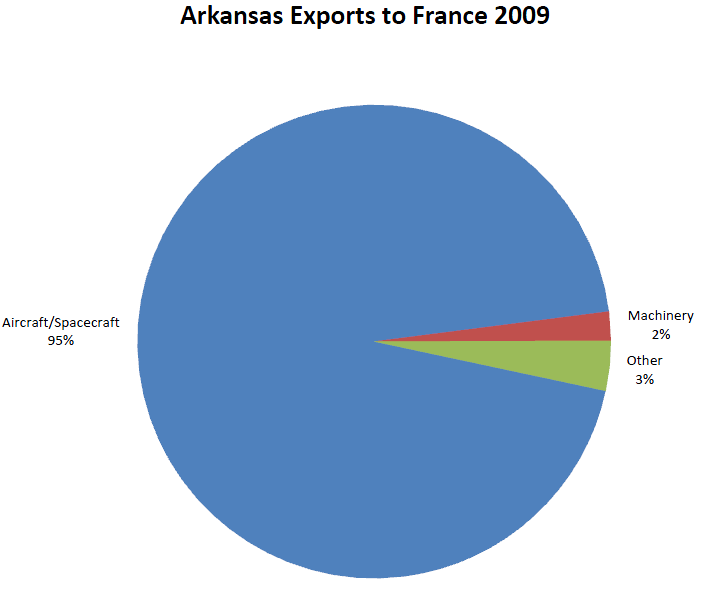 Arkansas Exports to France 2009
Aircraft/Spacecraft
95%
Machinery
2%
Other
3%